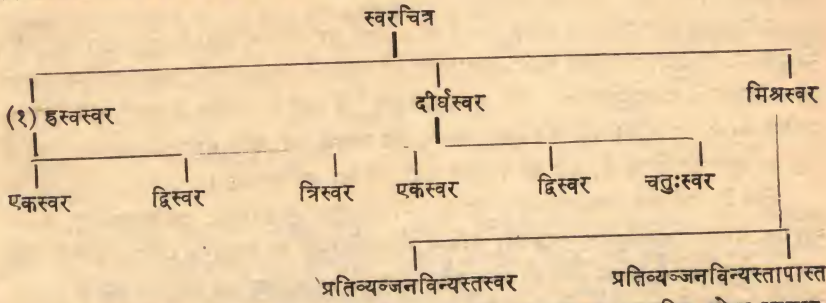 स्वरचित्र
(१) ह्रस्वस्वर दीर्घस्वर मिश्रस्वर
एकस्वर द्विस्वर त्रिस्वर एकस्वर द्विस्वर चतुःस्वर
प्रतिव्यञ्जनविन्यस्तस्वर प्रतिव्यञ्जनविन्यस्तापास्त